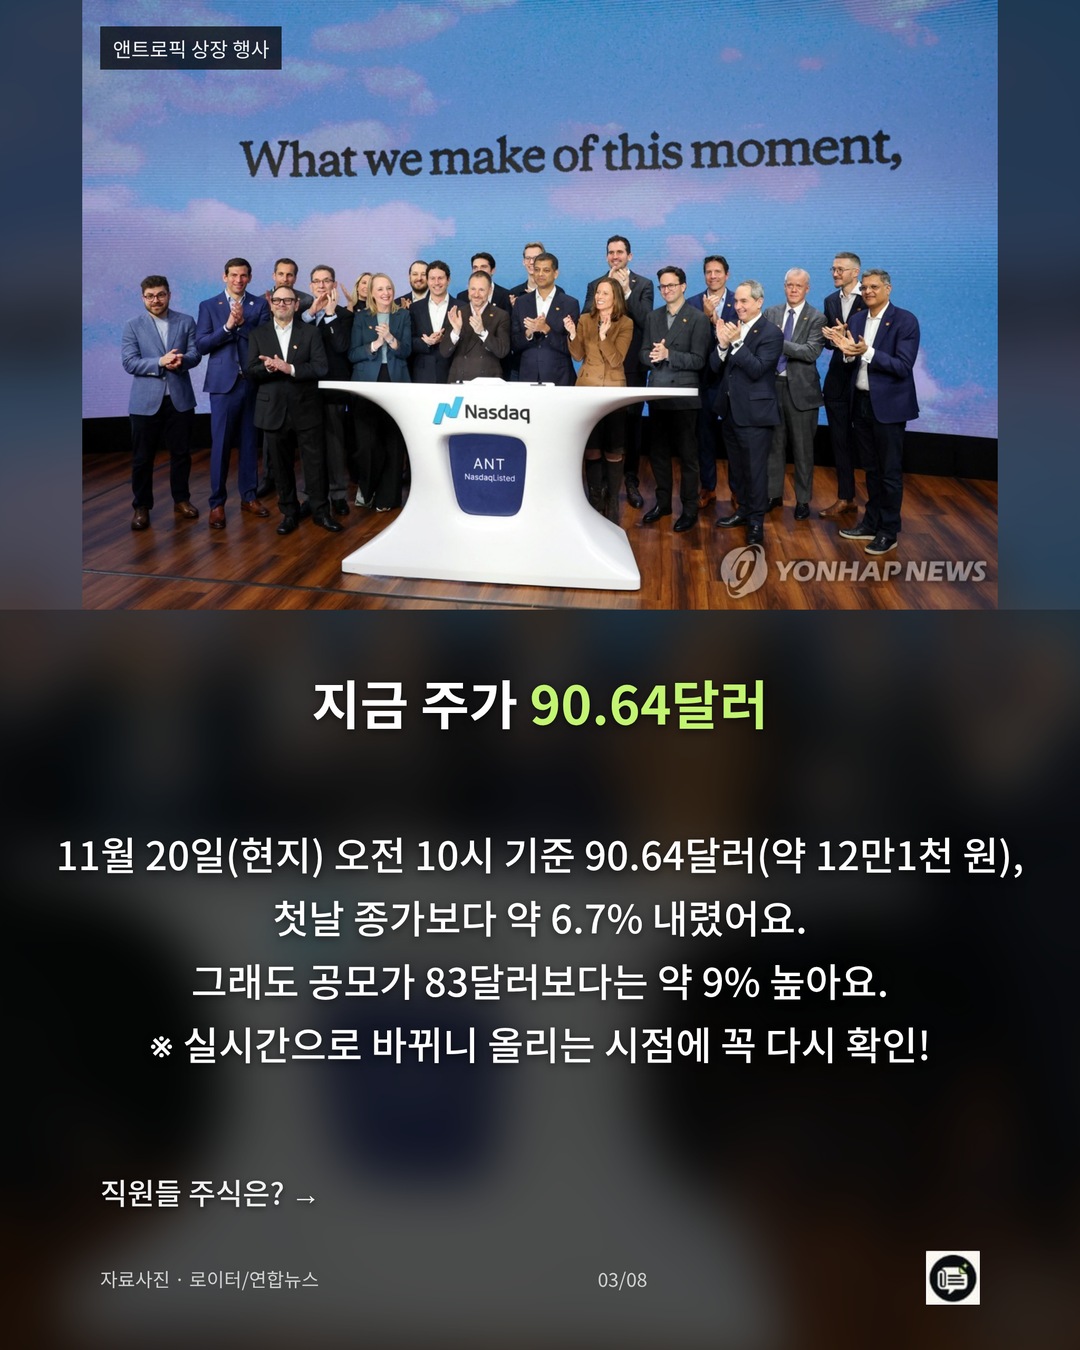 앤트로픽 상장 행사
What we make of this moment,
Nasdaq
ANT
NasdaqListed
YONHAP NEWS
지금 주가 90.64달러
11월 20일(현지) 오전 10시 기준 90.64달러(약 12만1천 원),
첫날 종가보다 약 6.7% 내렸어요.
그래도 공모가 83달러보다는 약 9% 높아요.
※ 실시간으로 바뀌니 올리는 시점에 꼭 다시 확인!
직원들 주식은? →
자료사진 · 로이터/연합뉴스
03/08